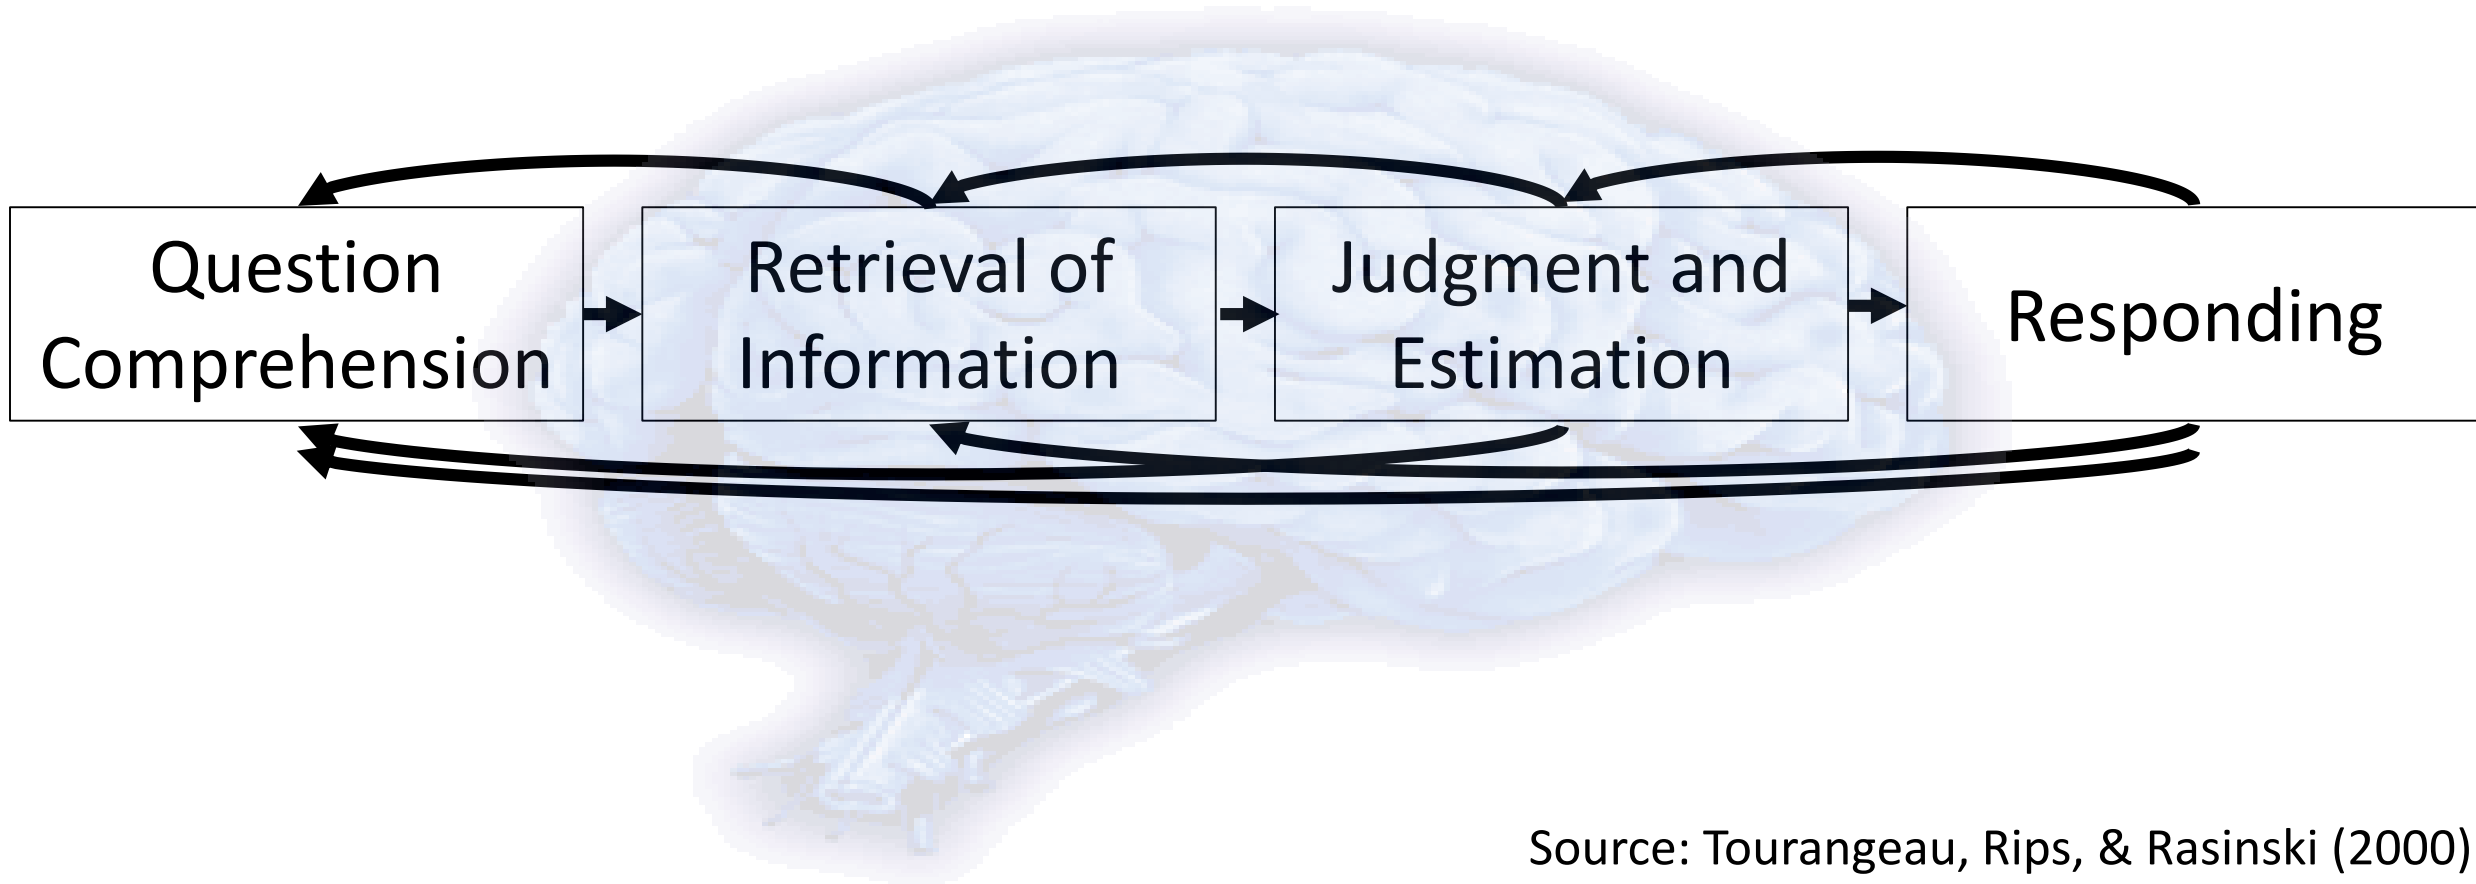 Question
Comprehension
Retrieval of
Information
Judgment and
Estimation
Responding
Source: Tourangeau, Rips, & Rasinski (2000)